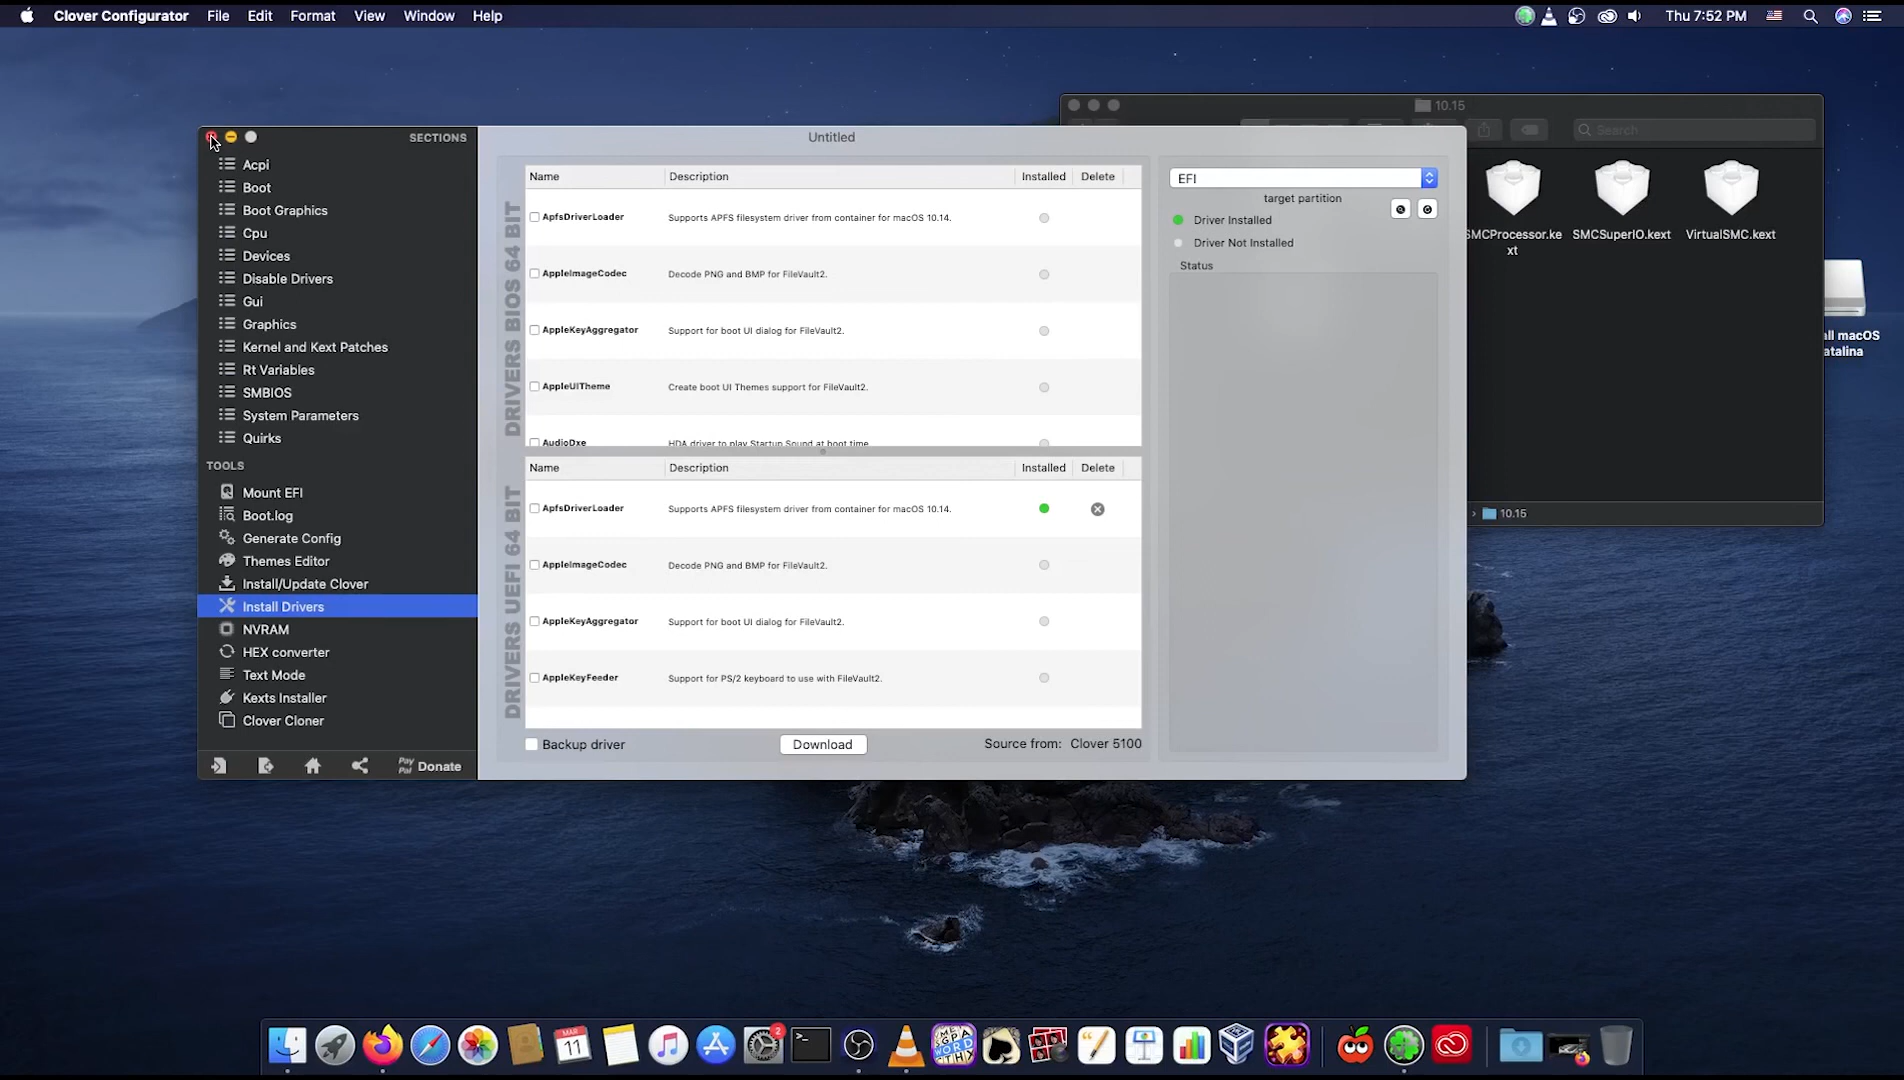 Clover Configurator File Edit Format View Window Help
Thu 7:52 PM
10.15
Search
SMCProcessor.ke
xt
SMCSuperIO.kext
VirtualSMC.kext
all macOS
atalina
10.15
SECTIONS
Acpi
Boot
Boot Graphics
Cpu
Devices
Disable Drivers
Gui
Graphics
Kernel and Kext Patches
Rt Variables
SMBIOS
System Parameters
Quirks
TOOLS
Mount EFI
Boot.log
Generate Config
Themes Editor
Install/Update Clover
Install Drivers
NVRAM
HEX converter
Text Mode
Kexts Installer
Clover Cloner
Pay
Pal
Donate
Untitled
DRIVERS BIOS 64 BIT
Name Description Installed Delete
ApfsDriverLoader Supports APFS filesystem driver from container for macOS 10.14.
AppleImageCodec Decode PNG and BMP for FileVault2.
AppleKeyAggregator Support for boot UI dialog for FileVault2.
AppleUITheme Create boot UI Themes support for FileVault2.
AudioDxe HDA driver to play Startup Sound at boot time.
DRIVERS UEFI 64 BIT
Name Description Installed Delete
ApfsDriverLoader Supports APFS filesystem driver from container for macOS 10.14.
AppleImageCodec Decode PNG and BMP for FileVault2.
AppleKeyAggregator Support for boot UI dialog for FileVault2.
AppleKeyFeeder Support for PS/2 keyboard to use with FileVault2.
Backup driver Download Source from: Clover 5100
EFI
target partition
Driver Installed
Driver Not Installed
Status
MAR
11
2